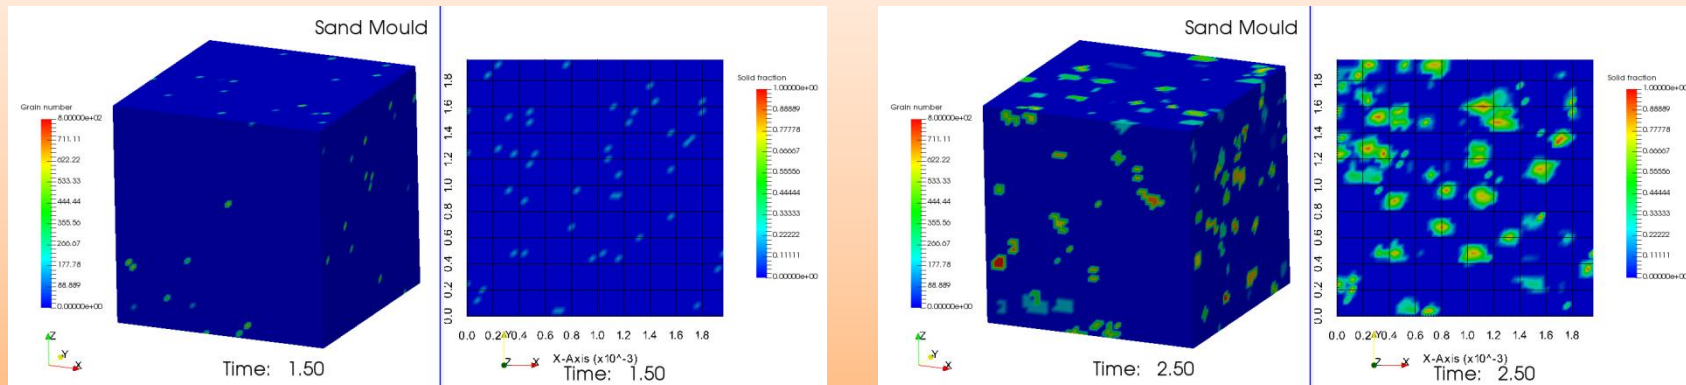 Sand Mould
Grain number
8.00000e+02
711.11
622.22
533.33
444.44
355.56
266.67
177.78
88.889
0.00000e+00
Z
Y
X
Time: 1.50
1.8
1.6
1.4
1.2
1.0
0.8
0.6
0.4
0.2
0.0
0.0 0.2 0.6 0.8 1.0 1.2 1.4 1.6 1.8
Y
Z X
X-Axis (x10^-3)
Time: 1.50
Solid fraction
1.00000e+00
0.88889
0.77778
0.66667
0.55556
0.44444
0.33333
0.22222
0.11111
0.00000e+00
Sand Mould
Grain number
8.00000e+02
711.11
622.22
533.33
444.44
355.56
266.67
177.78
88.889
0.00000e+00
Z
Y
X
Time: 2.50
1.8
1.6
1.4
1.2
1.0
0.8
0.6
0.4
0.2
0.0
0.0 0.2 0.6 0.8 1.0 1.2 1.4 1.6 1.8
Y
Z X
X-Axis (x10^-3)
Time: 2.50
Solid fraction
1.00000e+00
0.88889
0.77778
0.66667
0.55556
0.44444
0.33333
0.22222
0.11111
0.00000e+00